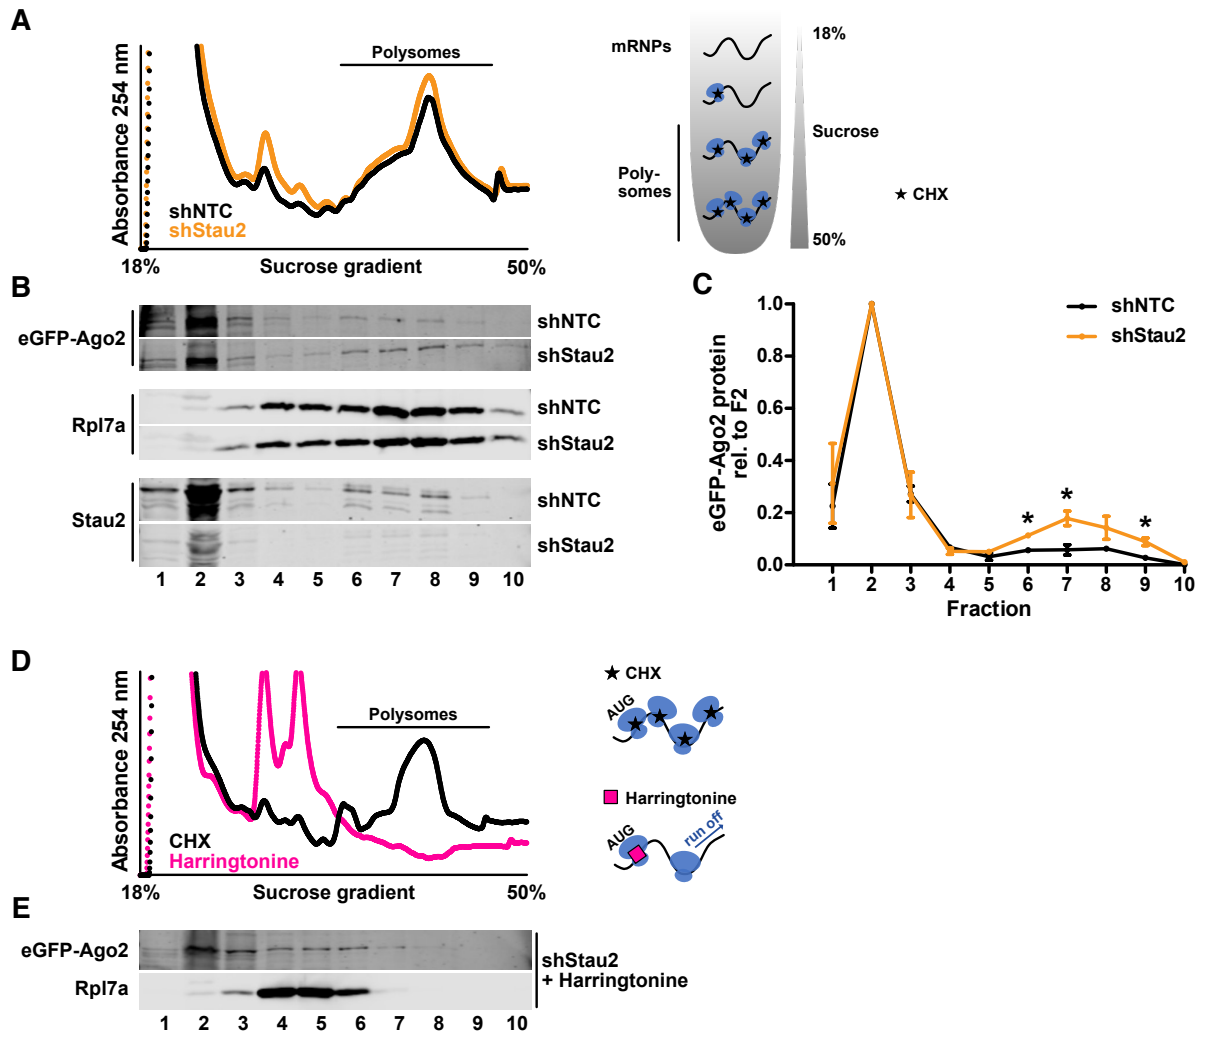 A
Absorbance 254 nm
Polysomes
shNTC
shStau2
18%
Sucrose gradient
50%
mRNPs
Poly-
somes
18%
Sucrose
50%
★ CHX
B
eGFP-Ago2
shNTC
shStau2
Rpl7a
shNTC
shStau2
Stau2
shNTC
shStau2
1 2 3 4 5 6 7 8 9 10
C
eGFP-Ago2 protein
rel. to F2
1.0
0.8
0.6
0.4
0.2
0.0
shNTC
shStau2
* * *
1 2 3 4 5 6 7 8 9 10
Fraction
D
Absorbance 254 nm
Polysomes
CHX
Harringtonine
18%
Sucrose gradient
50%
★ CHX
AUG
Harringtonine
AUG
run off
E
eGFP-Ago2
Rpl7a
shStau2
+ Harringtonine
1 2 3 4 5 6 7 8 9 10